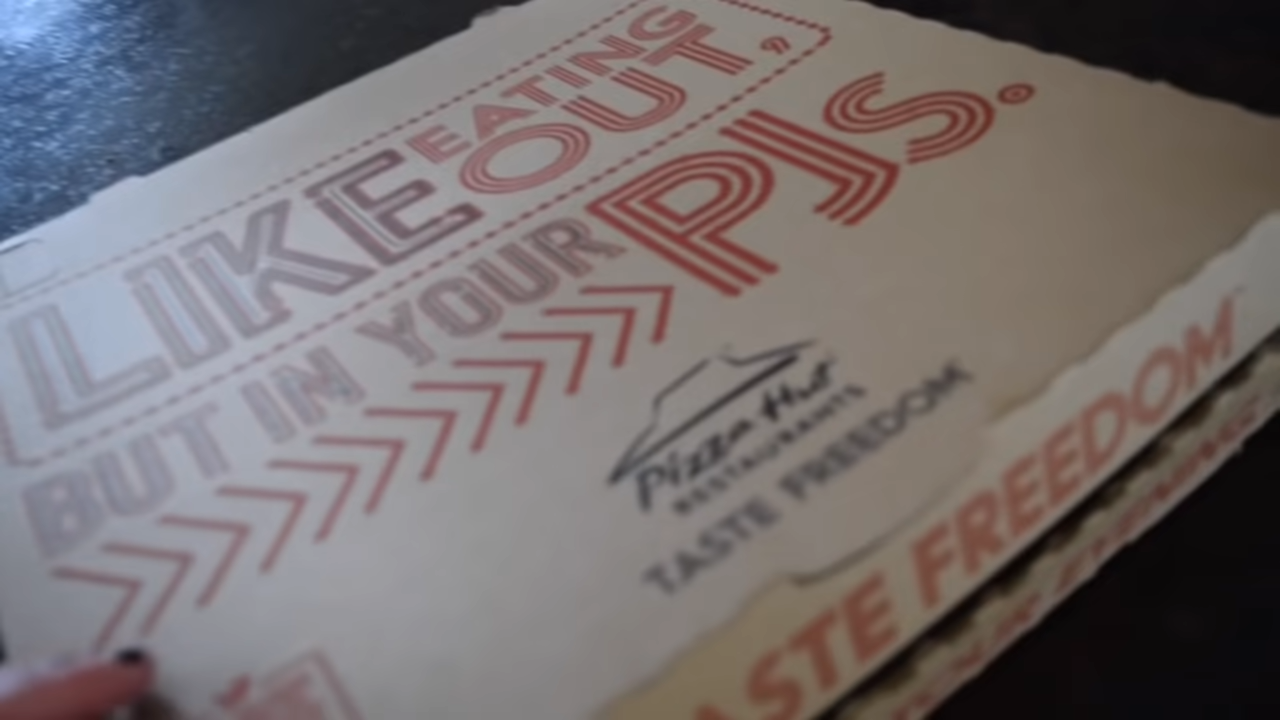 LIKE EATING OUT,
BUT IN YOUR PJS.
Pizza Hut
RESTAURANTS
TASTE FREEDOM
TASTE FREEDOM